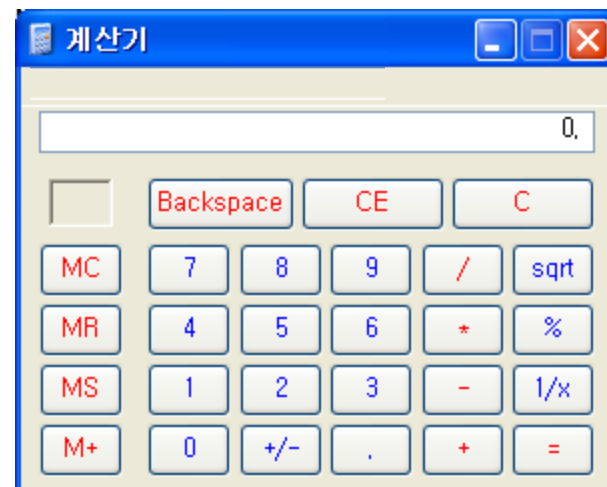 계산기
0.
Backspace CE C
MC 7 8 9 / sqrt
MR 4 5 6 * %
MS 1 2 3 - 1/x
M+ 0 +/- . + =